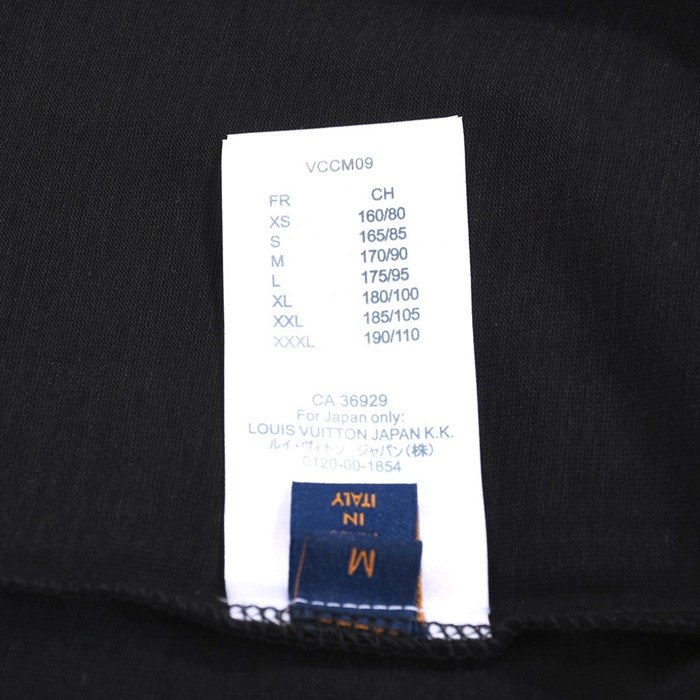 VCCM09
FR CH
XS 160/80
S 165/85
M 170/90
L 175/95
XL 180/100
XXL 185/105
XXXL 190/110
CA 36929
For Japan only:
LOUIS VUITTON JAPAN K.K.
ルイ・ヴィトン ジャパン(株)
0120-00-1854
ITALY
IN
M